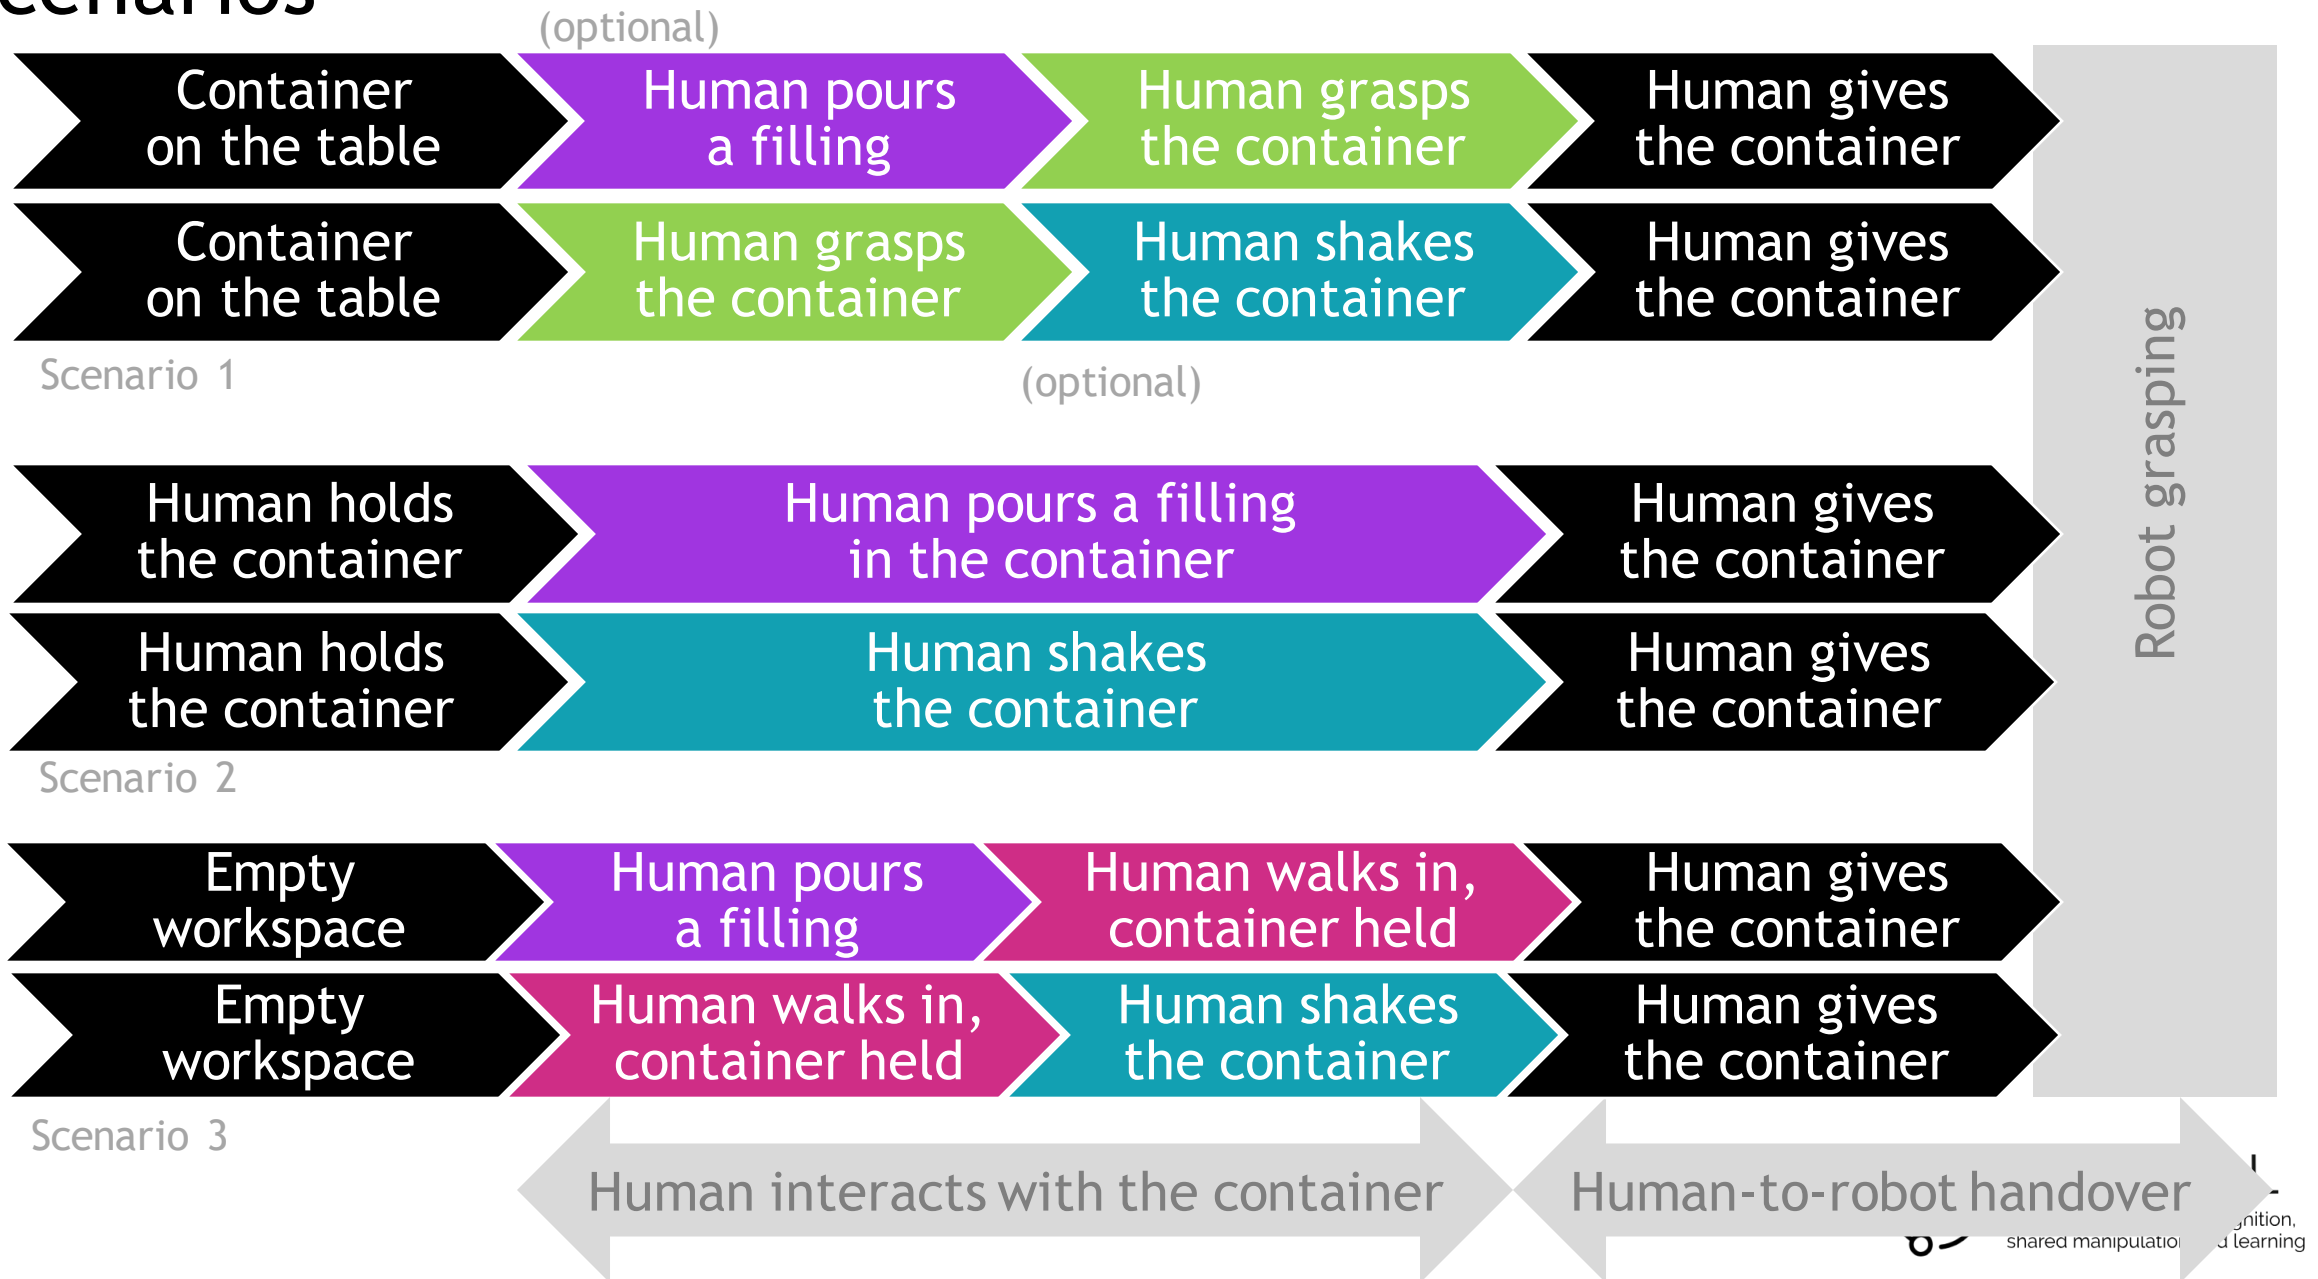 (optional)
Container
on the table
Human pours
a filling
Human grasps
the container
Human gives
the container
Container
on the table
Human grasps
the container
Human shakes
the container
Human gives
the container
Scenario 1
(optional)
Human holds
the container
Human pours a filling
in the container
Human gives
the container
Human holds
the container
Human shakes
the container
Human gives
the container
Scenario 2
Empty
workspace
Human pours
a filling
Human walks in,
container held
Human gives
the container
Empty
workspace
Human walks in,
container held
Human shakes
the container
Human gives
the container
Scenario 3
Robot grasping
Human interacts with the container
Human-to-robot handover
shared
learning